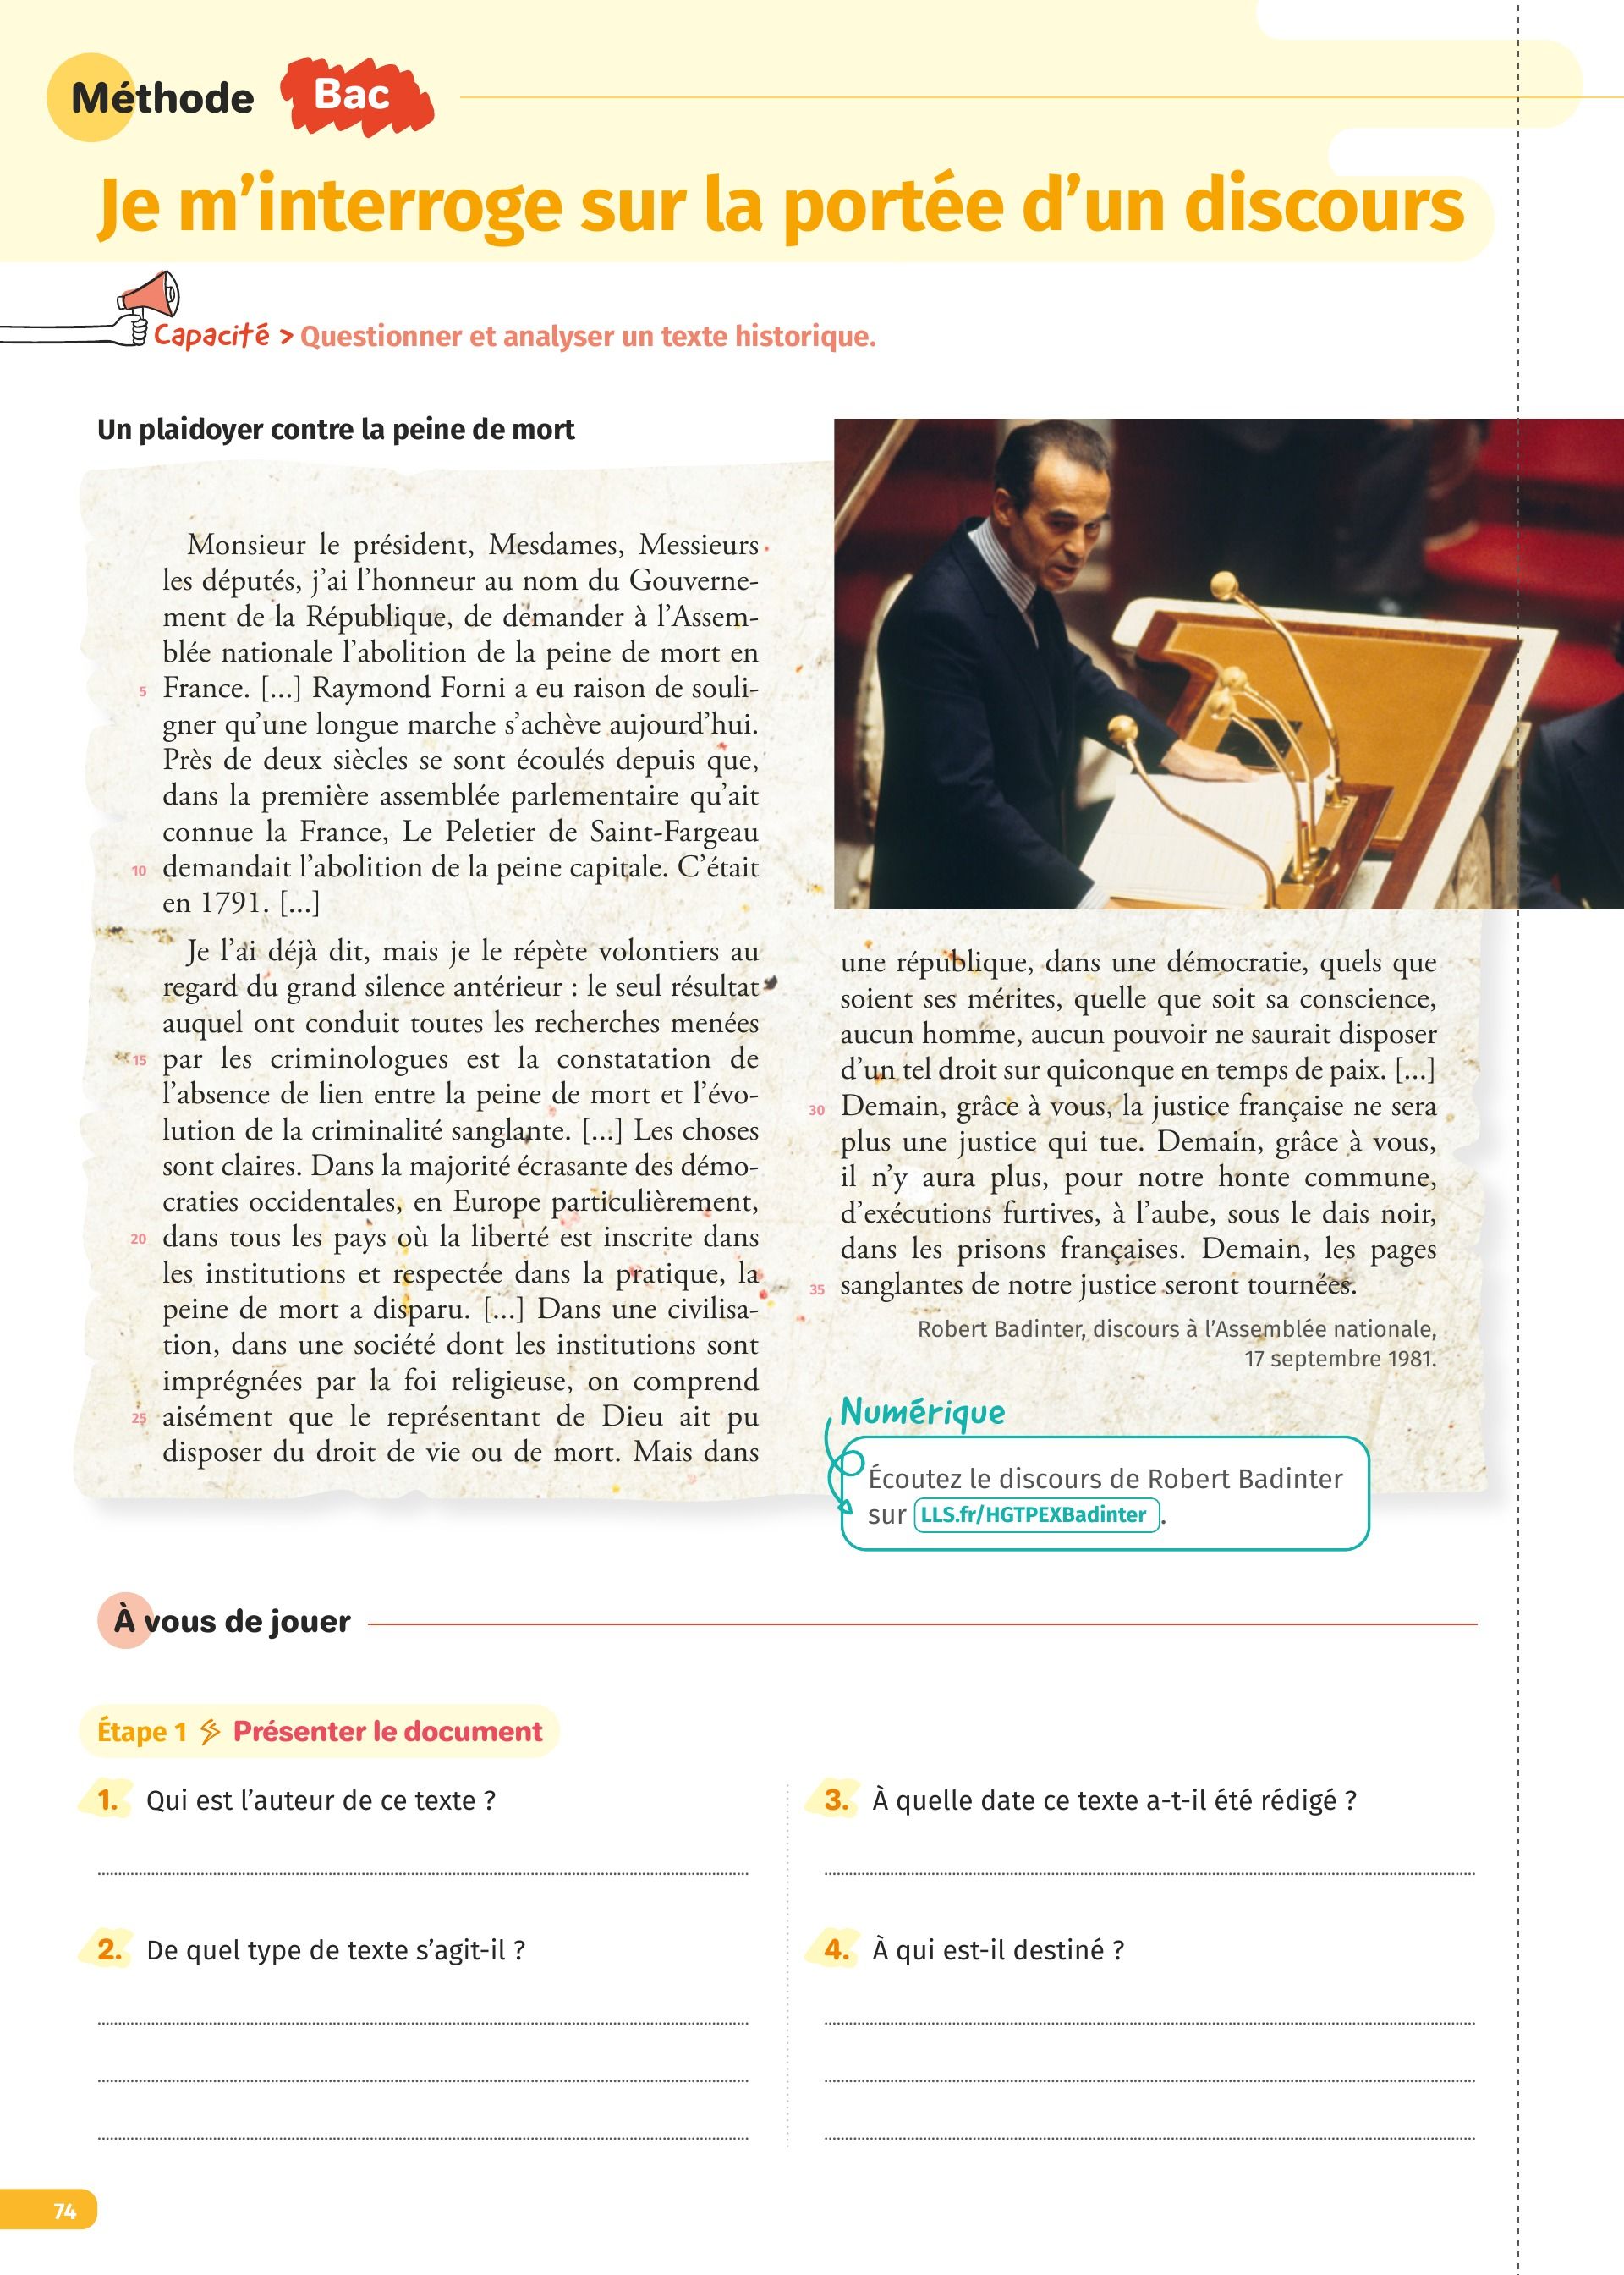 Méthode
Bac
Je m’interroge sur la portée d’un discours
Capacité > Questionner et analyser un texte historique.
Un plaidoyer contre la peine de mort
Monsieur le président, Mesdames, Messieurs
les députés, j’ai l’honneur au nom du Gouverne-
ment de la République, de demander à l’Assem-
blée nationale l’abolition de la peine de mort en
5 France. [...] Raymond Forni a eu raison de souli-
gner qu’une longue marche s’achève aujourd’hui.
Près de deux siècles se sont écoulés depuis que,
dans la première assemblée parlementaire qu’ait
connue la France, Le Peletier de Saint-Fargeau
10 demandait l’abolition de la peine capitale. C’était
en 1791. [...]
Je l’ai déjà dit, mais je le répète volontiers au
regard du grand silence antérieur : le seul résultat
auquel ont conduit toutes les recherches menées
15 par les criminologues est la constatation de
l’absence de lien entre la peine de mort et l’évo-
lution de la criminalité sanglante. [...] Les choses
sont claires. Dans la majorité écrasante des démo-
craties occidentales, en Europe particulièrement,
20 dans tous les pays où la liberté est inscrite dans
les institutions et respectée dans la pratique, la
peine de mort a disparu. [...] Dans une civilisa-
tion, dans une société dont les institutions sont
imprégnées par la foi religieuse, on comprend
25 aisément que le représentant de Dieu ait pu
disposer du droit de vie ou de mort. Mais dans
une république, dans une démocratie, quels que
soient ses mérites, quelle que soit sa conscience,
aucun homme, aucun pouvoir ne saurait disposer
d’un tel droit sur quiconque en temps de paix. [...]
30 Demain, grâce à vous, la justice française ne sera
plus une justice qui tue. Demain, grâce à vous,
il n’y aura plus, pour notre honte commune,
d’exécutions furtives, à l’aube, sous le dais noir,
dans les prisons françaises. Demain, les pages
35 sanglantes de notre justice seront tournées.
Robert Badinter, discours à l’Assemblée nationale,
17 septembre 1981.
Numérique
Écoutez le discours de Robert Badinter
sur LLS.fr/HGTPEXBadinter .
À vous de jouer
Étape 1 Présenter le document
1. Qui est l’auteur de ce texte ?
2. De quel type de texte s’agit-il ?
3. À quelle date ce texte a-t-il été rédigé ?
4. À qui est-il destiné ?
74